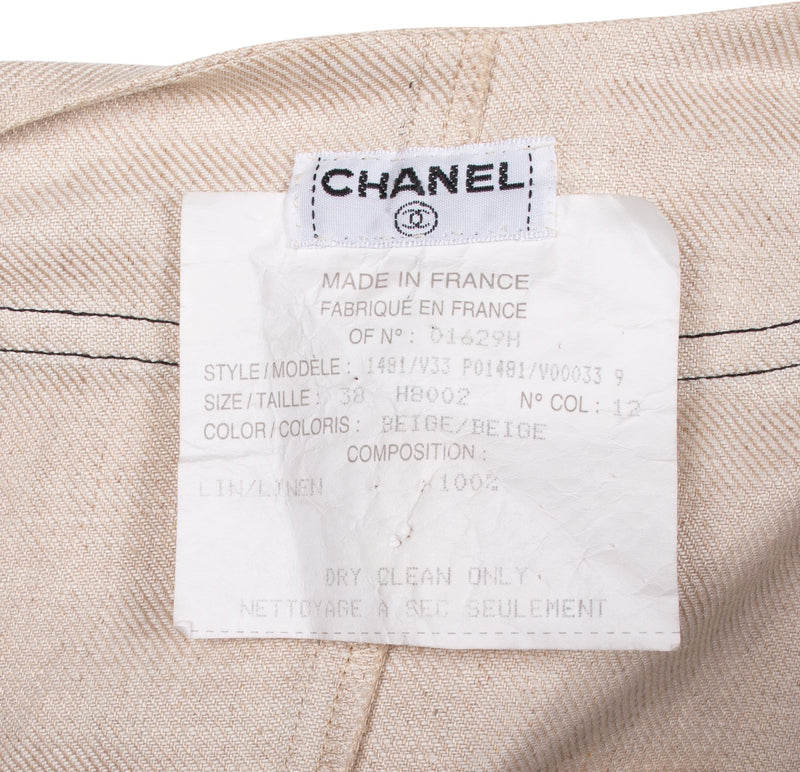 CHANEL
MADE IN FRANCE
FABRIQUÉ EN FRANCE
OF N° : 01629H
STYLE / MODÈLE : 1481/V33 P01481/V00033 9
SIZE / TAILLE : 38 H8002 N° COL : 12
COLOR / COLORIS : BEIGE/BEIGE
COMPOSITION :
LIN/LINEN 100%
DRY CLEAN ONLY
NETTOYAGE A SEC SEULEMENT